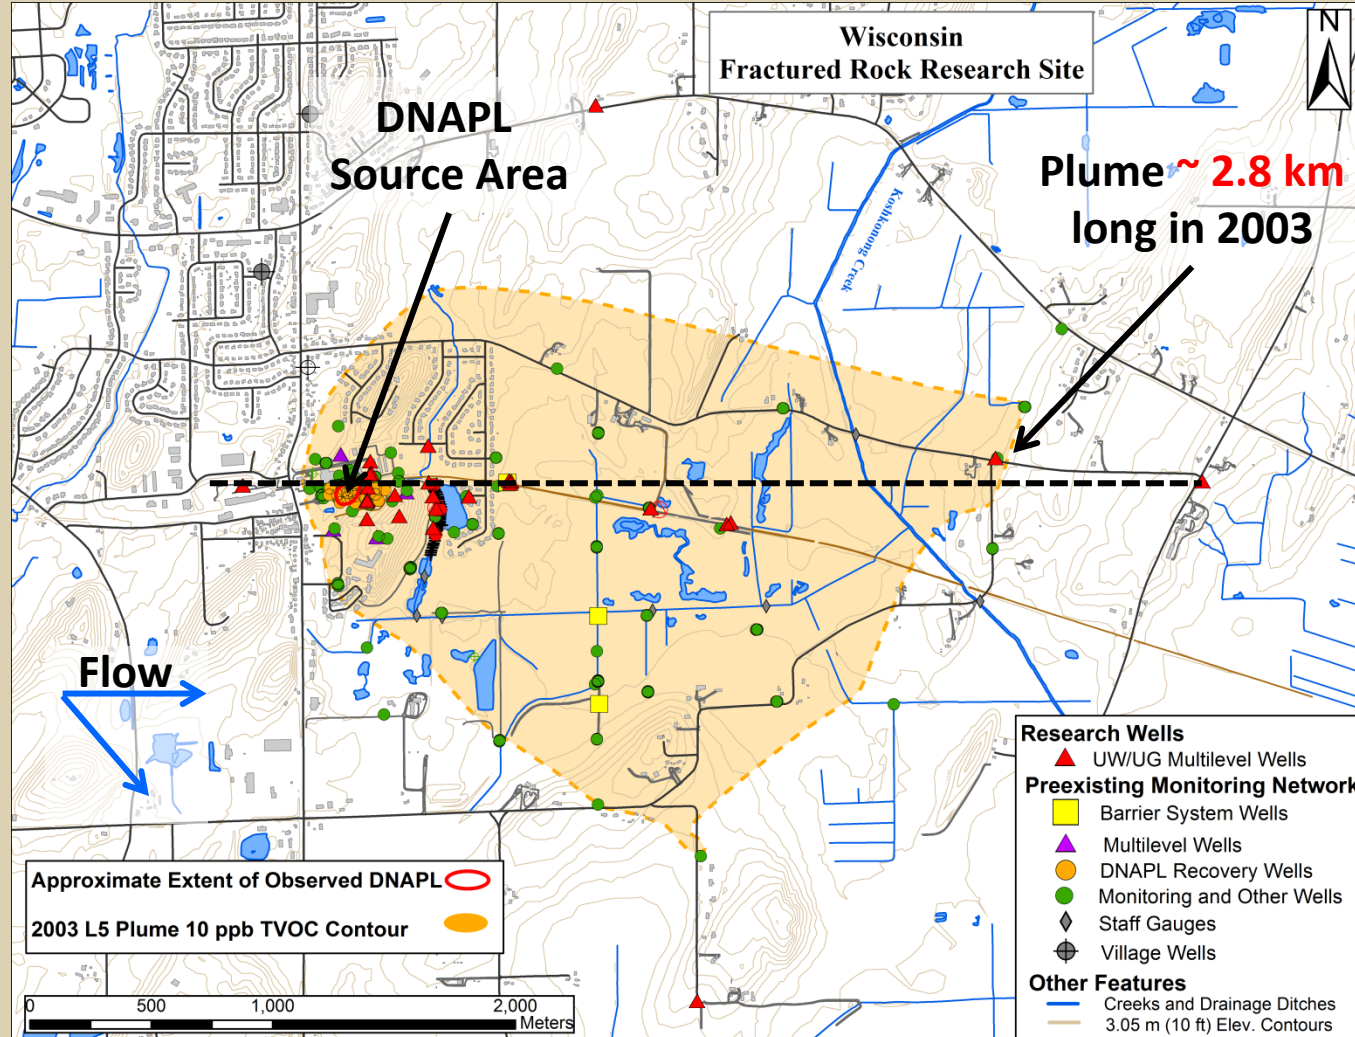 Wisconsin
Fractured Rock Research Site
N
DNAPL
Source Area
Plume ~ 2.8 km
long in 2003
Koshkonong Creek
Flow
Research Wells
UW/UG Multilevel Wells
Preexisting Monitoring Network
Barrier System Wells
Multilevel Wells
DNAPL Recovery Wells
Monitoring and Other Wells
Staff Gauges
Village Wells
Other Features
Creeks and Drainage Ditches
3.05 m (10 ft) Elev. Contours
Approximate Extent of Observed DNAPL
2003 L5 Plume 10 ppb TVOC Contour
0 500 1,000 2,000
Meters